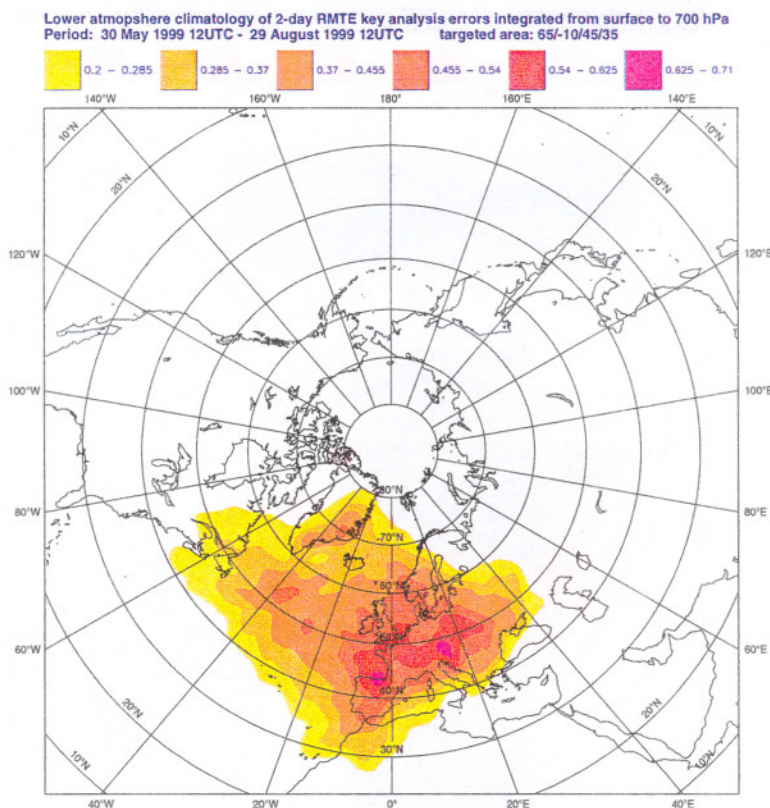 Lower atmopshere climatology of 2-day RMTE key analysis errors integrated from surface to 700 hPa
Period: 30 May 1999 12UTC - 29 August 1999 12UTC targeted area: 65/-10/45/35
0.2 - 0.285 0.285 - 0.37 0.37 - 0.455 0.455 - 0.54 0.54 - 0.625 0.625 - 0.71
140°W 160°W 180° 160°E 140°E
10°N 10°N
20°N 20°N
120°W 120°E
100°W 100°E
80°N
80°W 80°E
70°N
60°N
60°W 60°E
40°N
20°N 20°N
30°N
10°N 10°N
40°W 20°W 0° 20°E 40°E